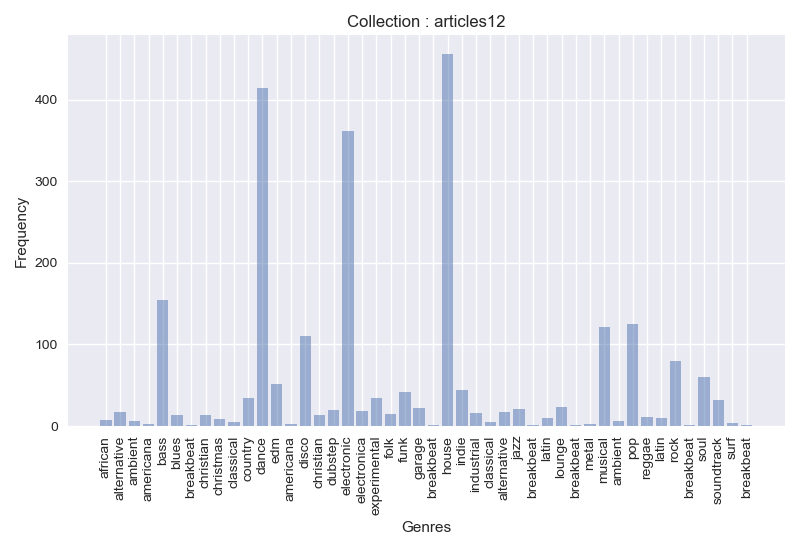 Collection : articles12
Frequency
400
300
200
100
0
african
alternative
ambient
americana
bass
blues
breakbeat
christian
christmas
classical
country
dance
edm
americana
disco
christian
dubstep
electronic
electronica
experimental
folk
funk
garage
breakbeat
house
indie
industrial
classical
alternative
jazz
breakbeat
latin
lounge
breakbeat
metal
musical
ambient
pop
reggae
latin
rock
breakbeat
soul
soundtrack
surf
breakbeat
Genres